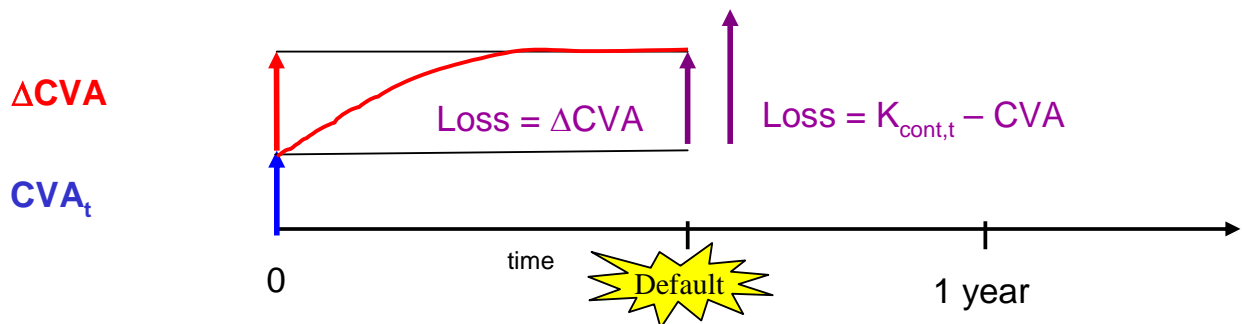 ΔCVA
Loss = ΔCVA
Loss = K_cont,t – CVA
CVA_t
0
time
Default
1 year